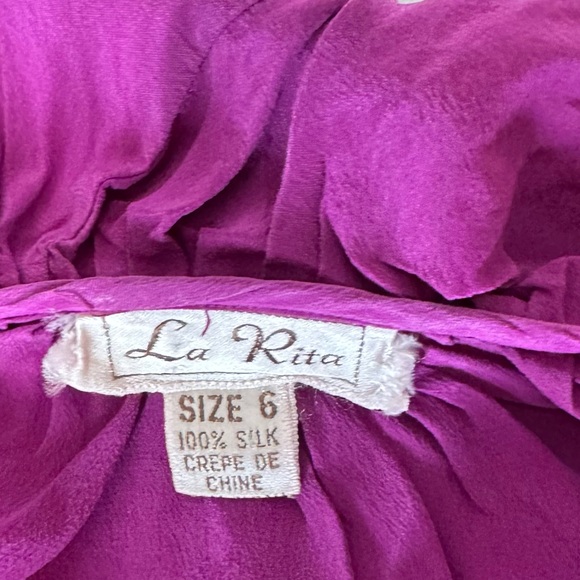 La Rita
SIZE 6
100% SILK
CREPE DE
CHINE